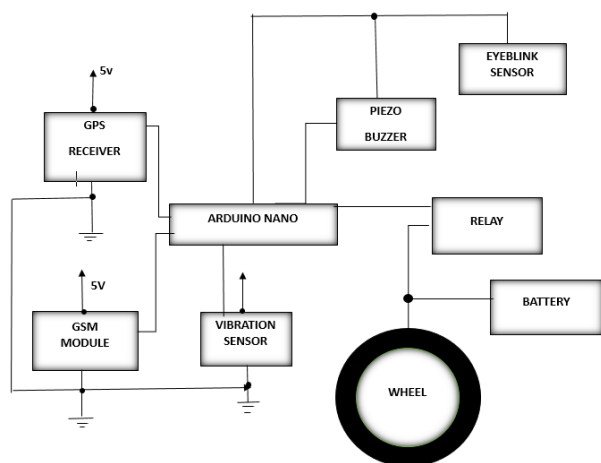 EYEBLINK
SENSOR
5v
GPS
RECEIVER
PIEZO
BUZZER
ARDUINO NANO
RELAY
5V
GSM
MODULE
VIBRATION
SENSOR
BATTERY
WHEEL